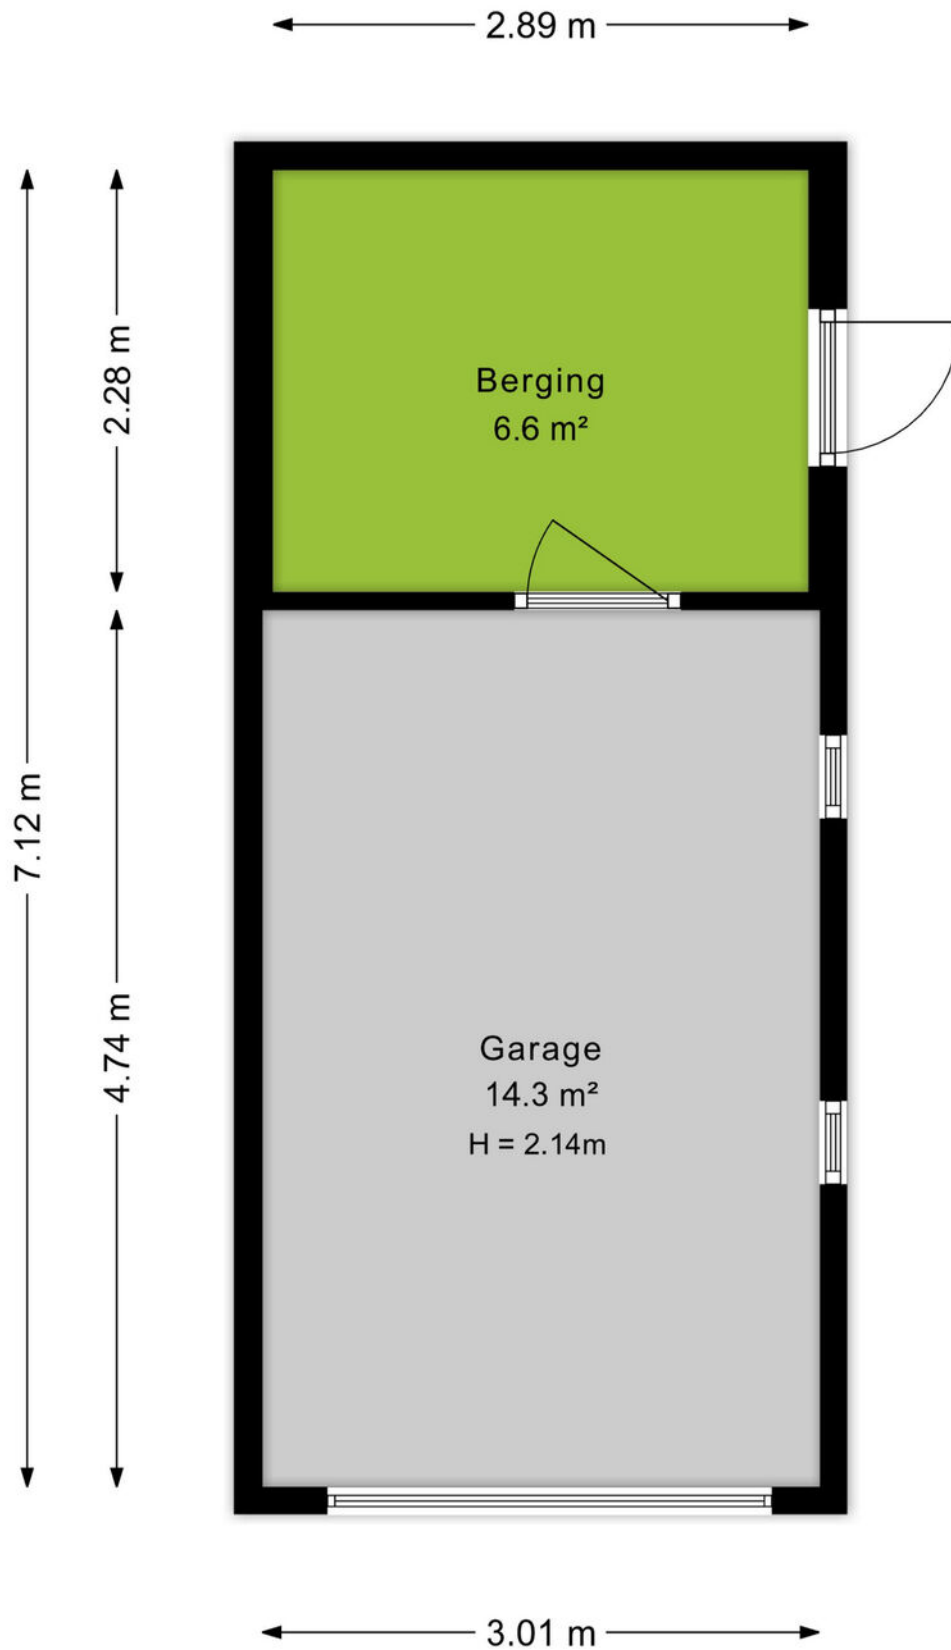 2.89 m
2.28 m
Berging
6.6 m²
7.12 m
4.74 m
Garage
14.3 m²
H = 2.14m
3.01 m